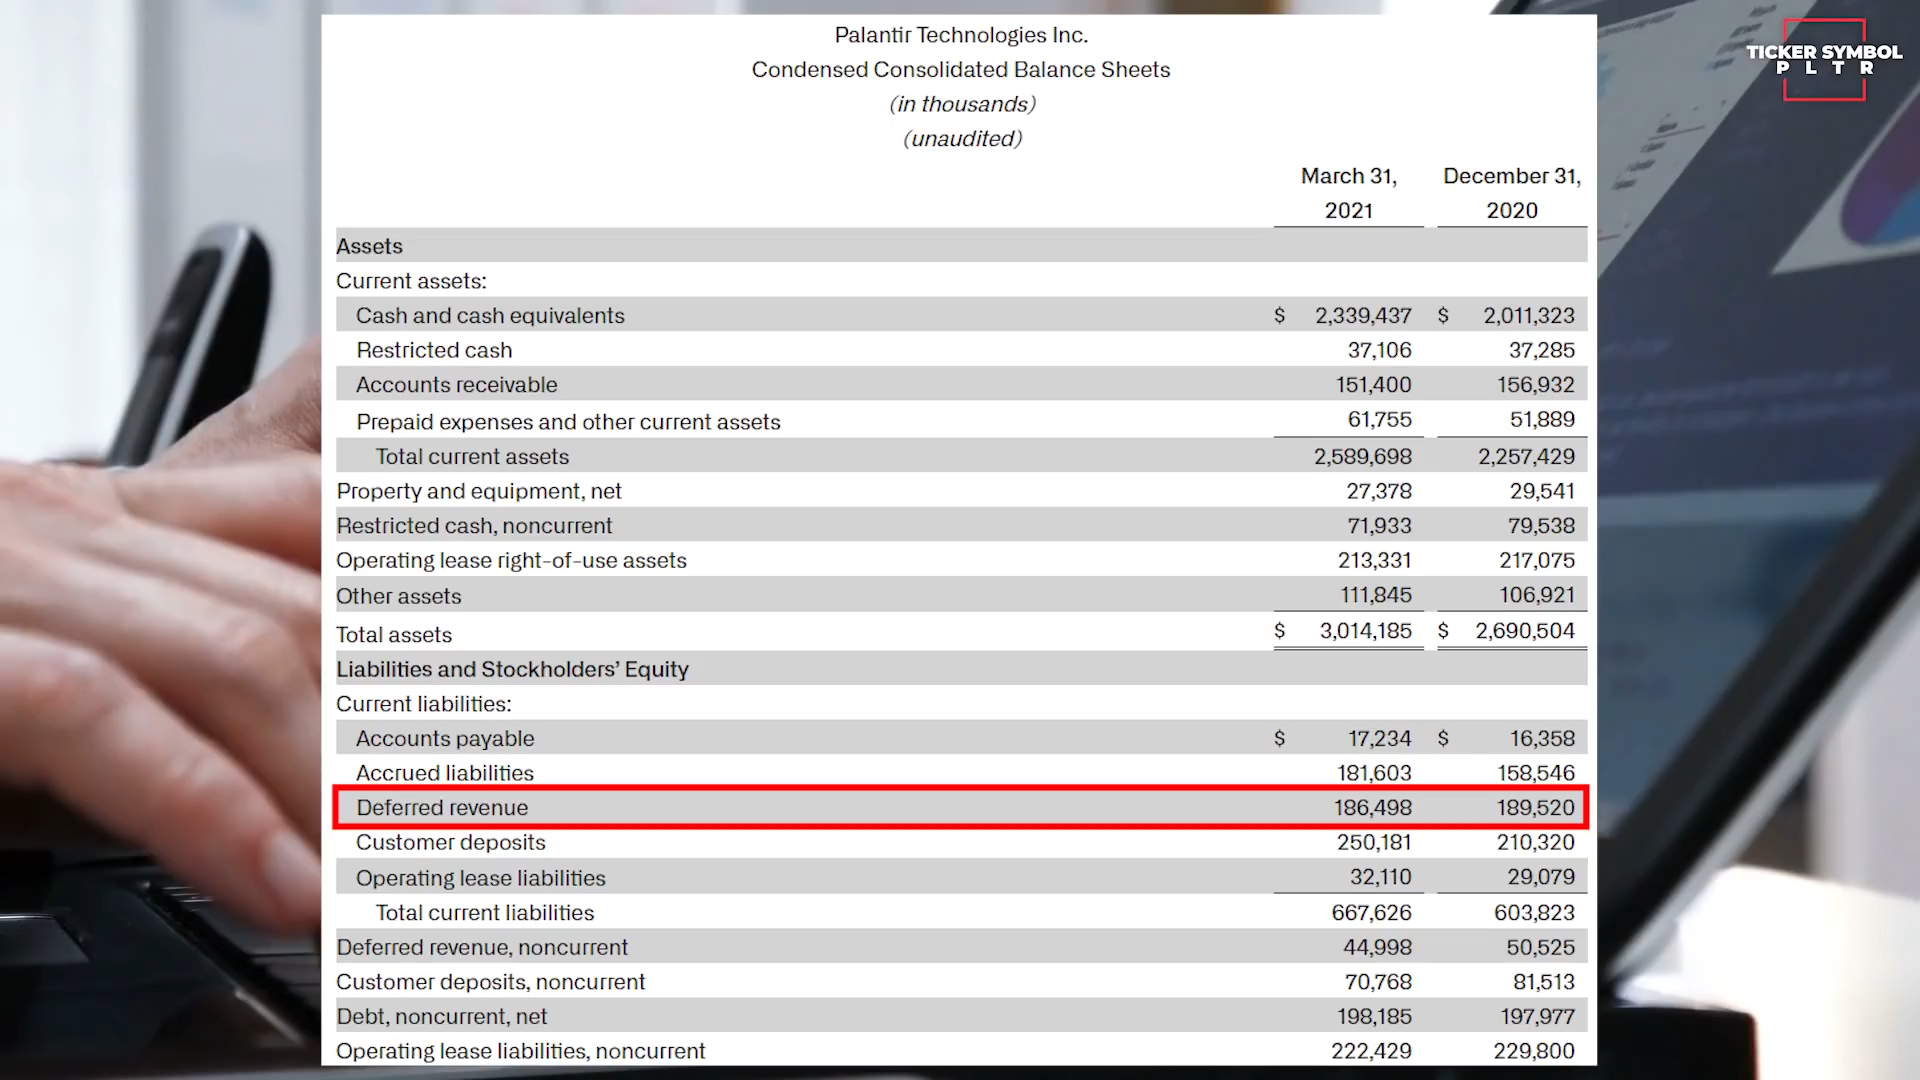 Palantir Technologies Inc.
Condensed Consolidated Balance Sheets
(in thousands)
(unaudited)
TICKER SYMBOL
PLTR
March 31, December 31,
2021 2020
Assets
Current assets:
Cash and cash equivalents $ 2,339,437 $ 2,011,323
Restricted cash 37,106 37,285
Accounts receivable 151,400 156,932
Prepaid expenses and other current assets 61,755 51,889
Total current assets 2,589,698 2,257,429
Property and equipment, net 27,378 29,541
Restricted cash, noncurrent 71,933 79,538
Operating lease right-of-use assets 213,331 217,075
Other assets 111,845 106,921
Total assets $ 3,014,185 $ 2,690,504
Liabilities and Stockholders’ Equity
Current liabilities:
Accounts payable $ 17,234 $ 16,358
Accrued liabilities 181,603 158,546
Deferred revenue 186,498 189,520
Customer deposits 250,181 210,320
Operating lease liabilities 32,110 29,079
Total current liabilities 667,626 603,823
Deferred revenue, noncurrent 44,998 50,525
Customer deposits, noncurrent 70,768 81,513
Debt, noncurrent, net 198,185 197,977
Operating lease liabilities, noncurrent 222,429 229,800